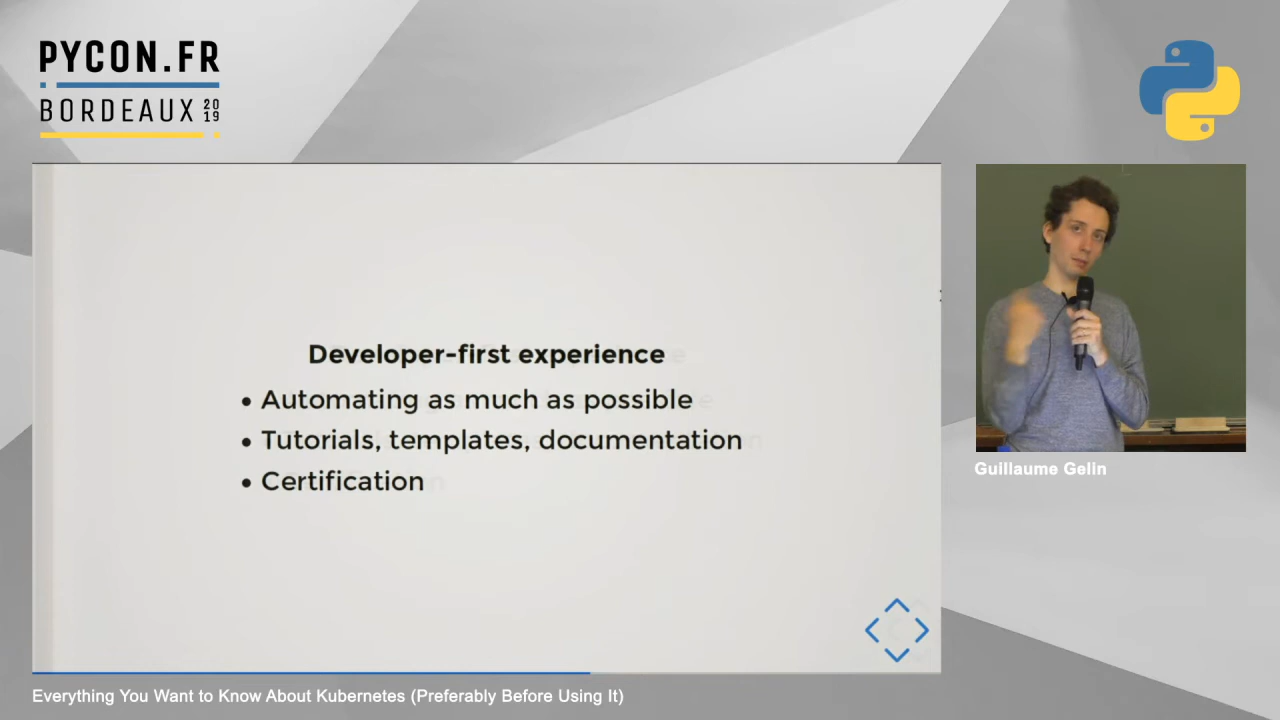 PYCON.FR
BORDEAUX 2019
Developer-first experience
• Automating as much as possible
• Tutorials, templates, documentation
• Certification
Guillaume Gelin
Everything You Want to Know About Kubernetes (Preferably Before Using It)